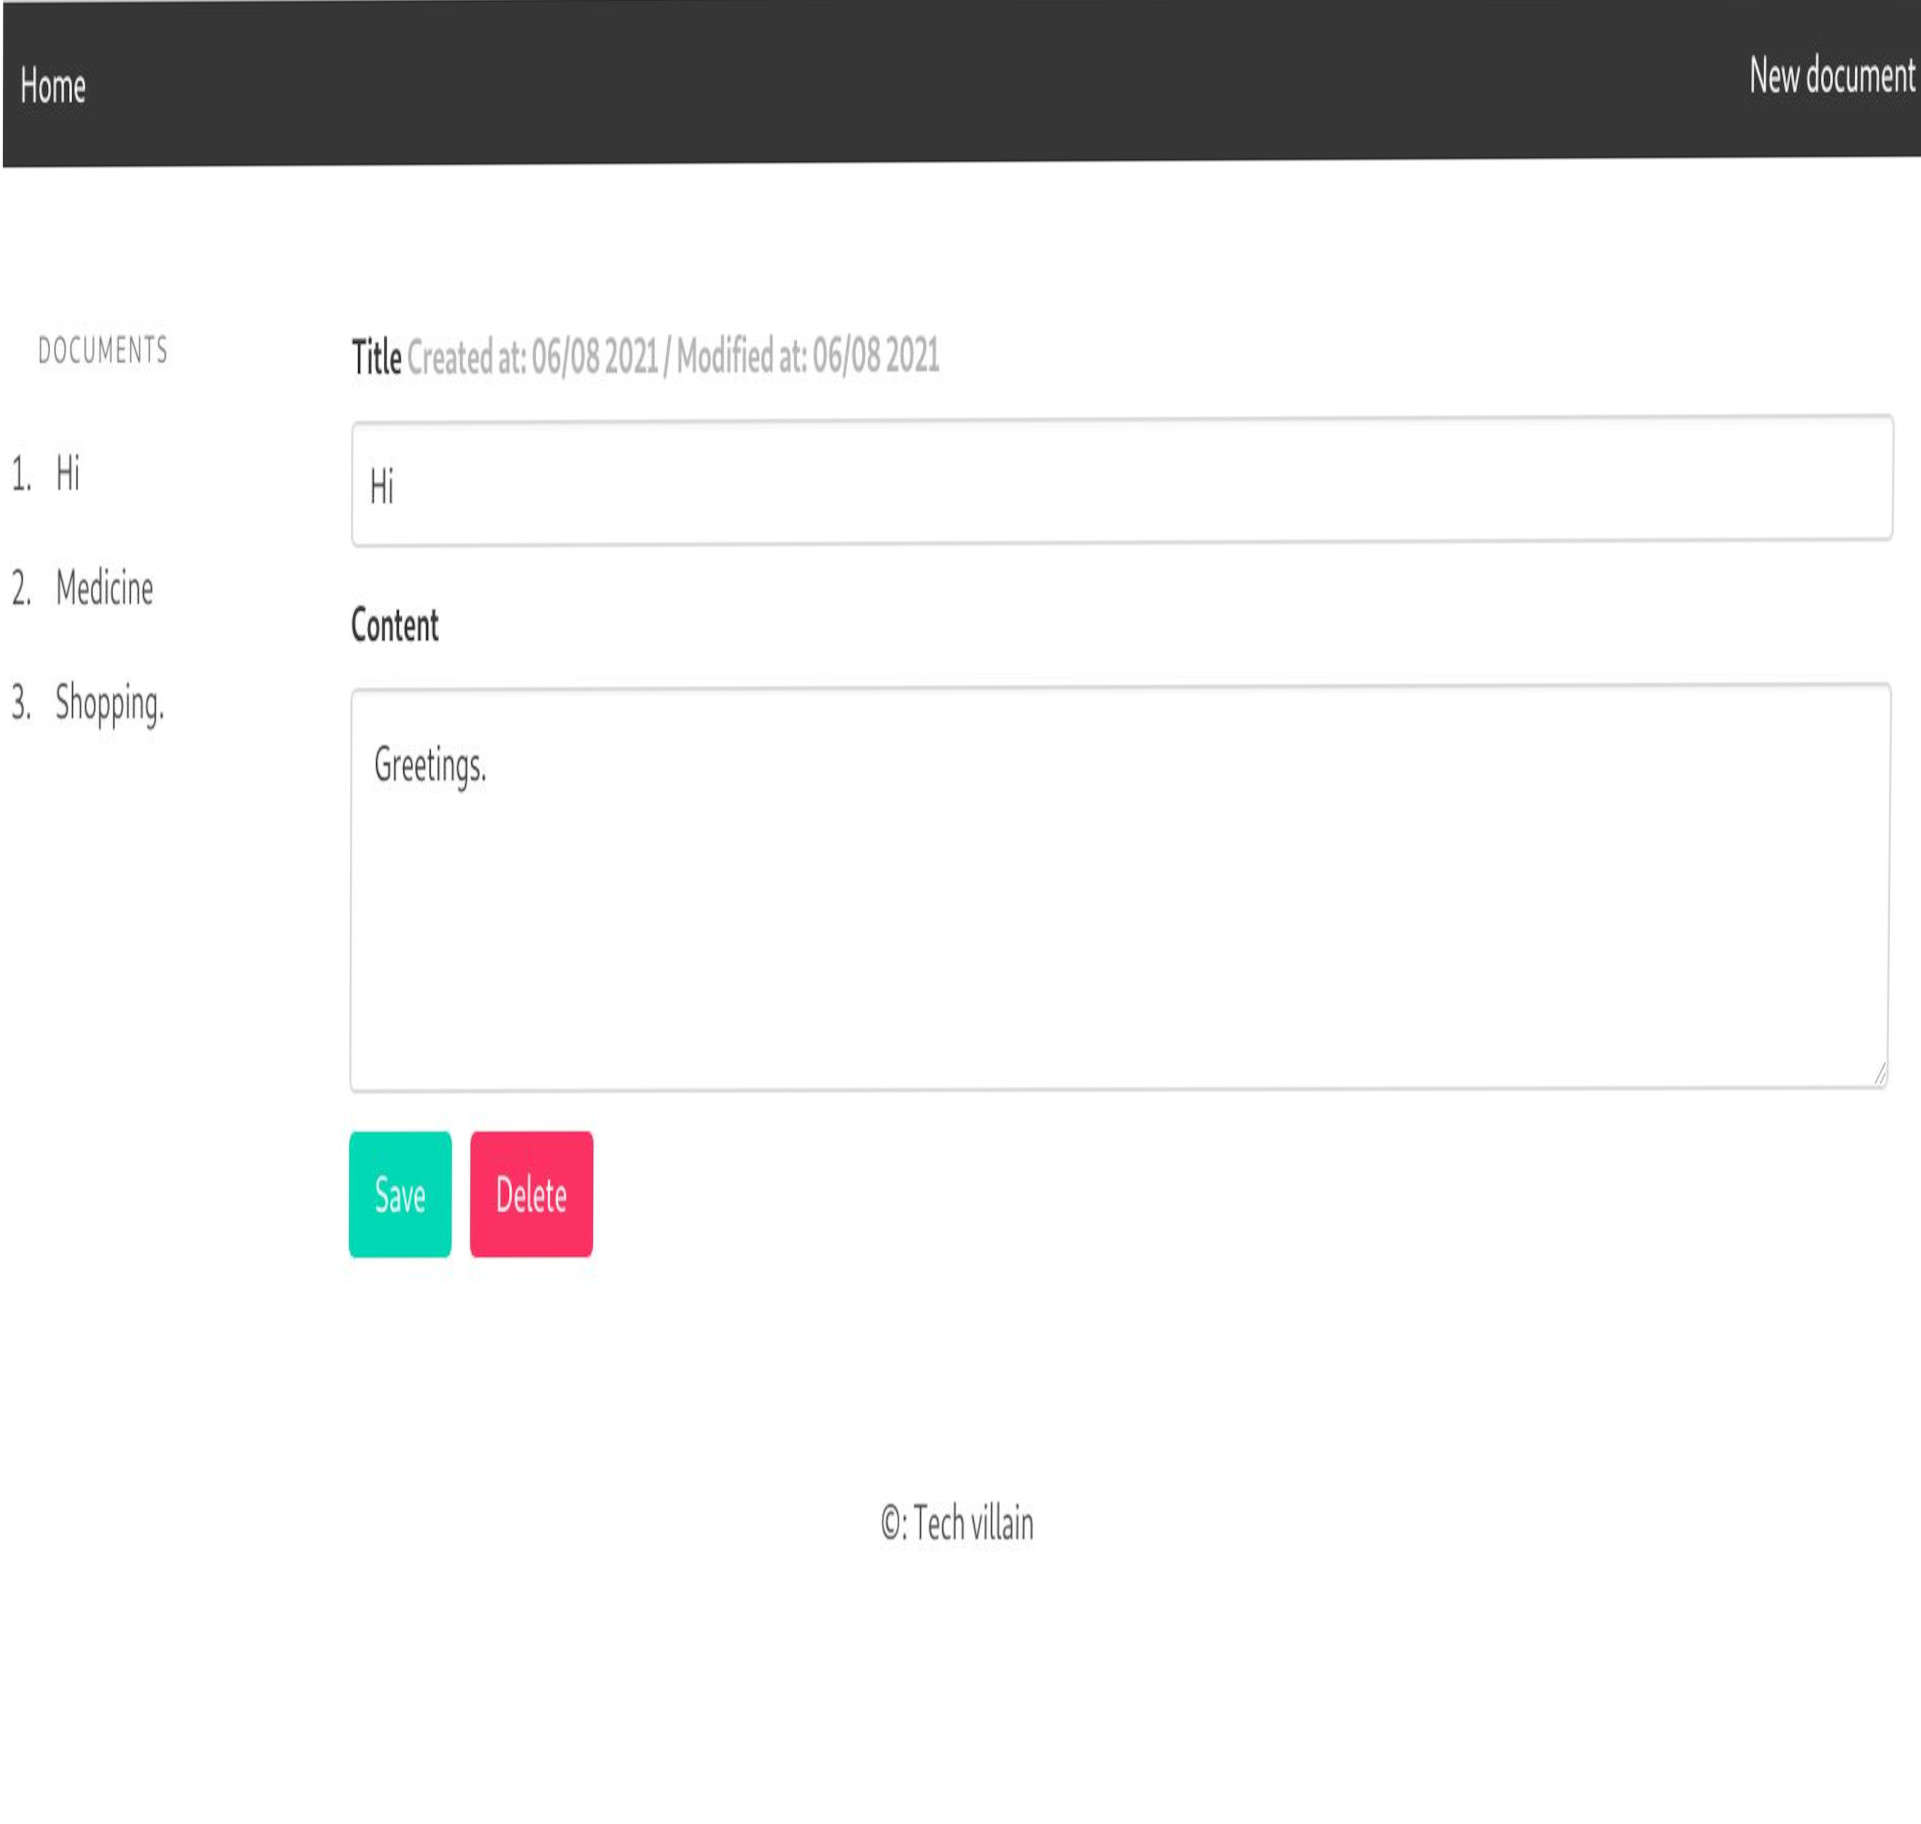 Home
New document
DOCUMENTS
1. Hi
2. Medicine
3. Shopping.
Title Created at: 06/08 2021 / Modified at: 06/08 2021
Hi
Content
Greetings.
Save
Delete
©: Tech villain